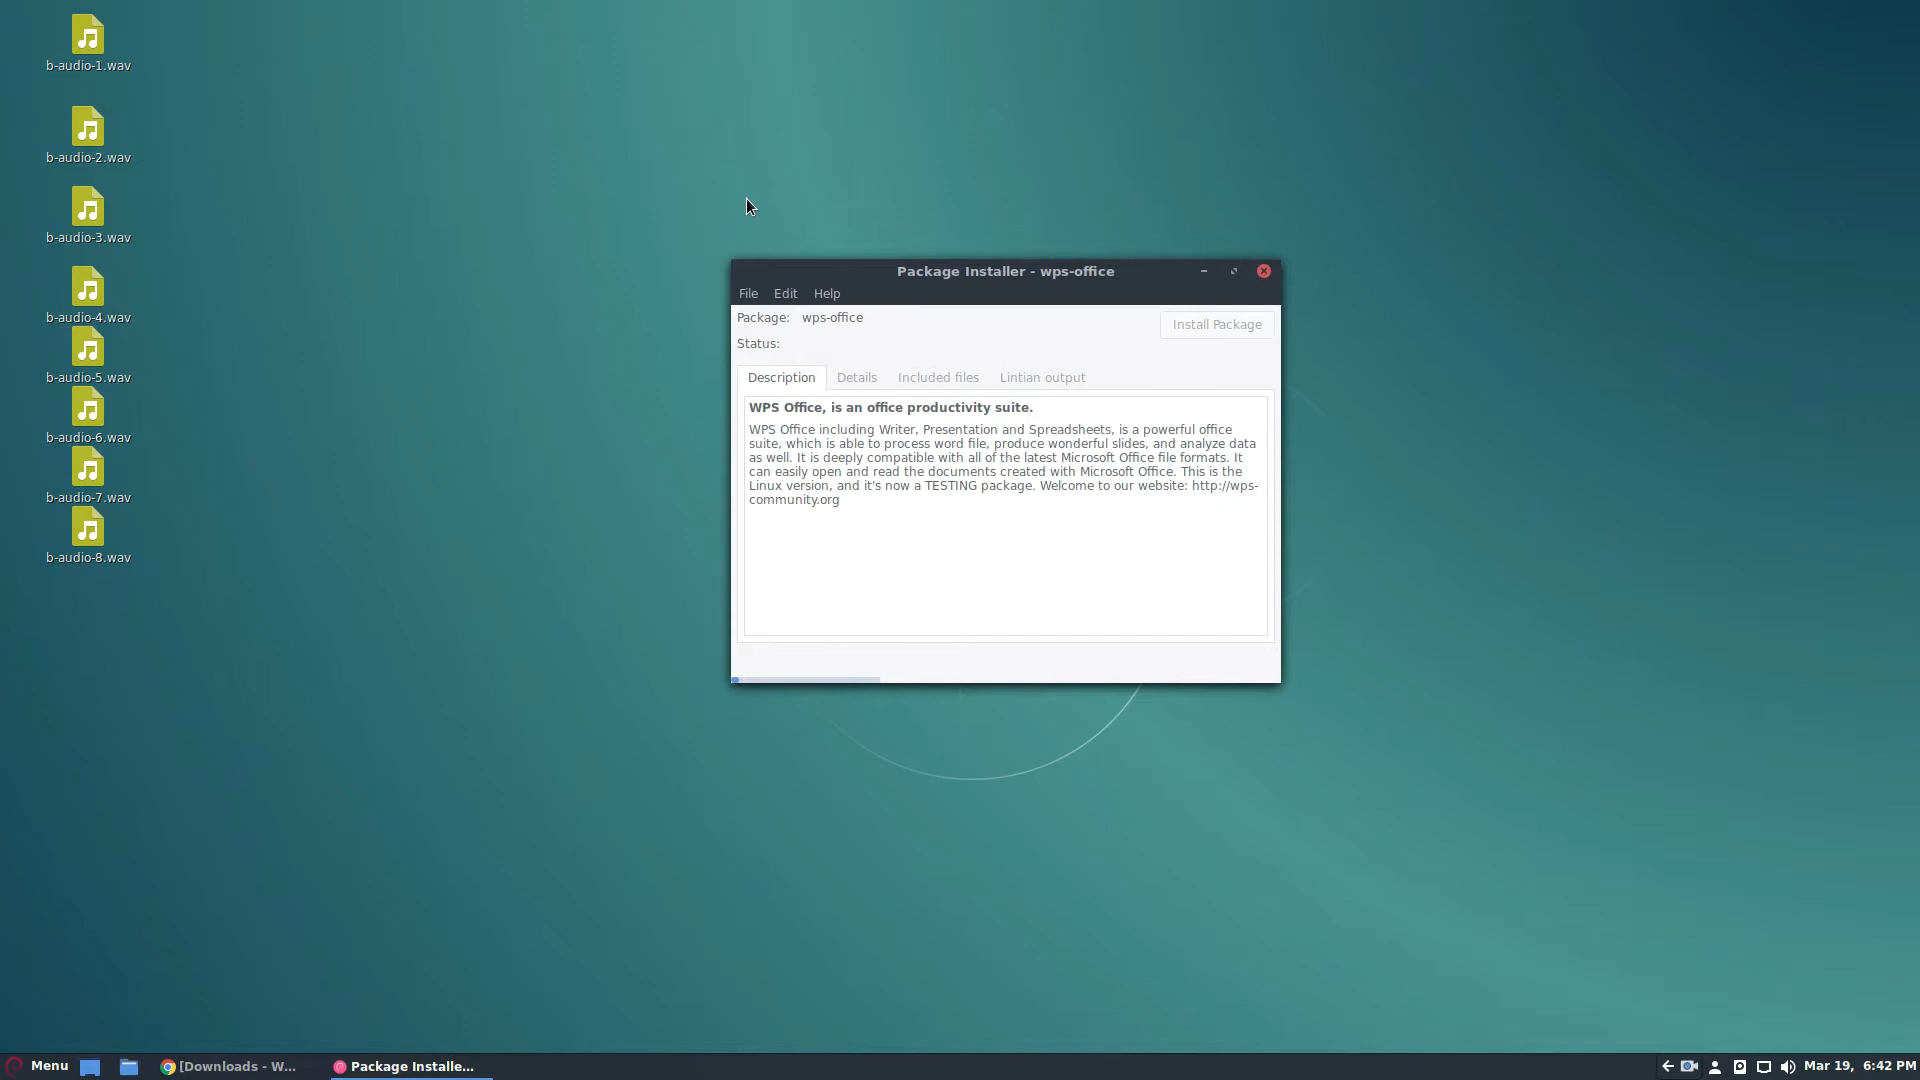 b-audio-1.wav
b-audio-2.wav
b-audio-3.wav
b-audio-4.wav
b-audio-5.wav
b-audio-6.wav
b-audio-7.wav
b-audio-8.wav
Package Installer - wps-office
File Edit Help
Package: wps-office
Install Package
Status:
Description Details Included files Lintian output
WPS Office, is an office productivity suite.
WPS Office including Writer, Presentation and Spreadsheets, is a powerful office
suite, which is able to process word file, produce wonderful slides, and analyze data
as well. It is deeply compatible with all of the latest Microsoft Office file formats. It
can easily open and read the documents created with Microsoft Office. This is the
Linux version, and it's now a TESTING package. Welcome to our website: http://wps-
community.org
Menu [Downloads - W... Package Installe... Mar 19, 6:42 PM